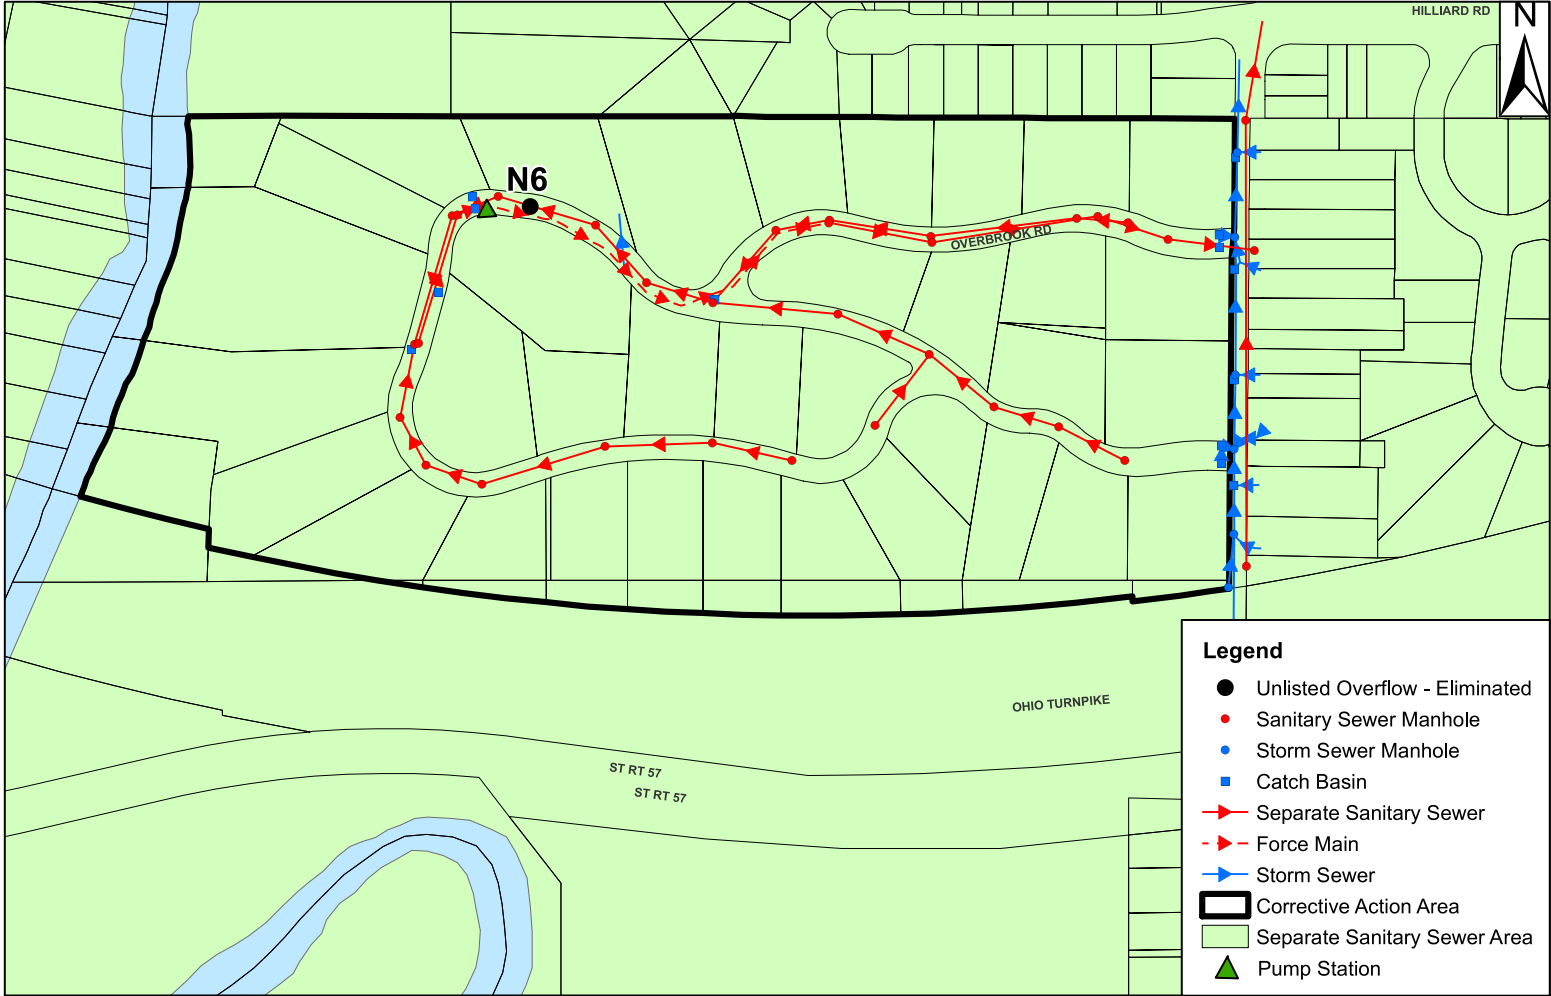 HILLIARD RD
N
N6
OVERBROOK RD
OHIO TURNPIKE
ST RT 57
ST RT 57
Legend
Unlisted Overflow - Eliminated
Sanitary Sewer Manhole
Storm Sewer Manhole
Catch Basin
Separate Sanitary Sewer
Force Main
Storm Sewer
Corrective Action Area
Separate Sanitary Sewer Area
Pump Station